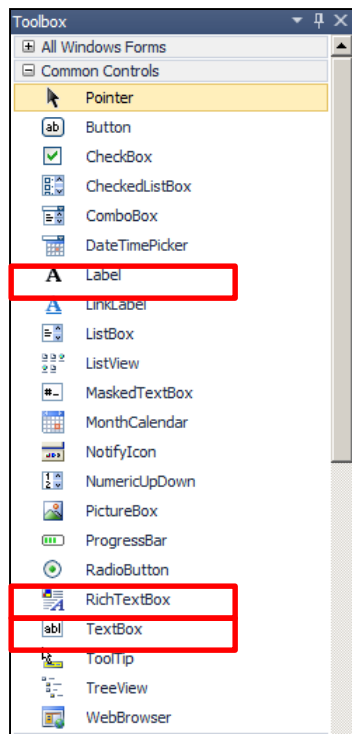 Toolbox
All Windows Forms
Common Controls
Pointer
Button
CheckBox
CheckedListBox
ComboBox
DateTimePicker
Label
LinkLabel
ListBox
ListView
MaskedTextBox
MonthCalendar
NotifyIcon
NumericUpDown
PictureBox
ProgressBar
RadioButton
RichTextBox
TextBox
ToolTip
TreeView
WebBrowser